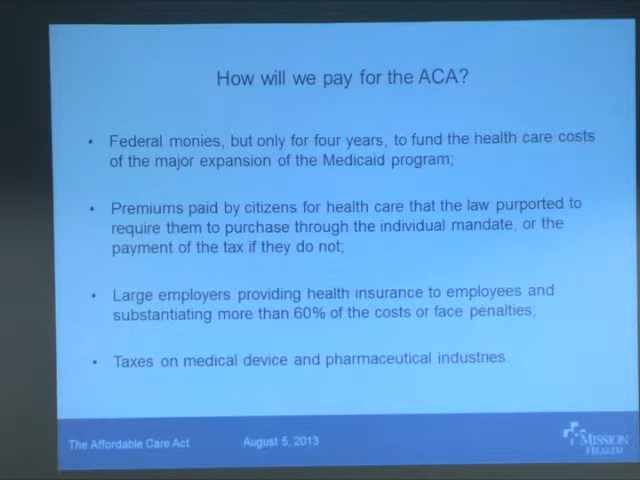 How will we pay for the ACA?
• Federal monies, but only for four years, to fund the health care costs
of the major expansion of the Medicaid program;
• Premiums paid by citizens for health care that the law purported to
require them to purchase through the individual mandate, or the
payment of the tax if they do not;
• Large employers providing health insurance to employees and
substantiating more than 60% of the costs or face penalties;
• Taxes on medical device and pharmaceutical industries.
The Affordable Care Act
August 5, 2013
MISSION
HEALTH